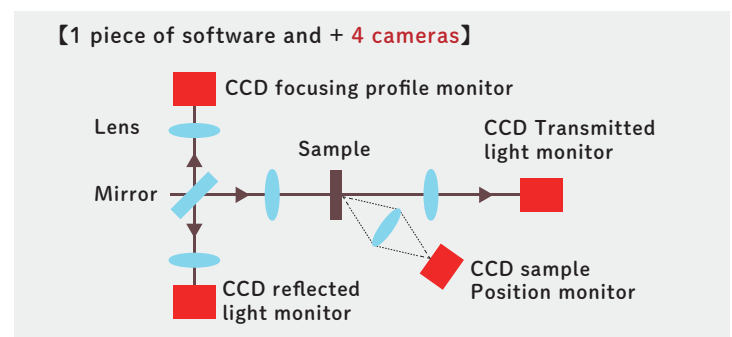 【1 piece of software and + 4 cameras】
CCD focusing profile monitor
Lens
Sample
CCD Transmitted
light monitor
Mirror
CCD sample
Position monitor
CCD reflected
light monitor